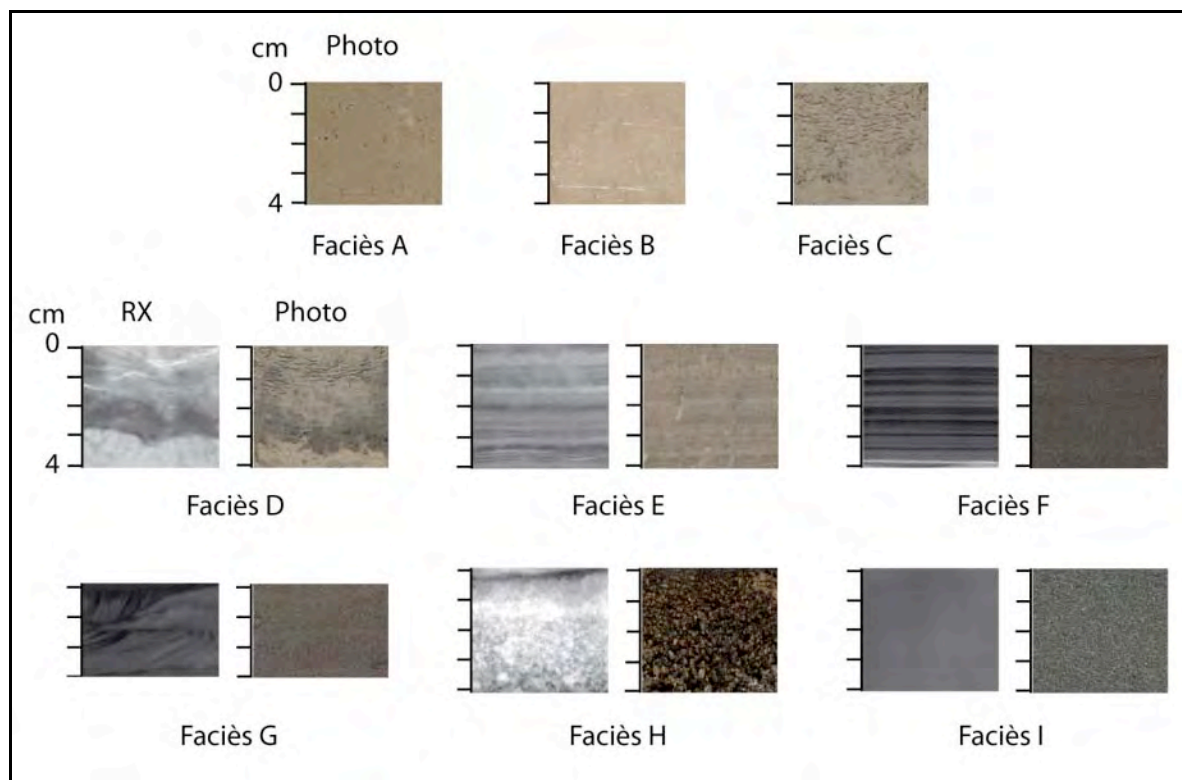 cm Photo
0
4
Faciès A Faciès B Faciès C
cm RX Photo
0
4
Faciès D Faciès E Faciès F
Faciès G Faciès H Faciès I